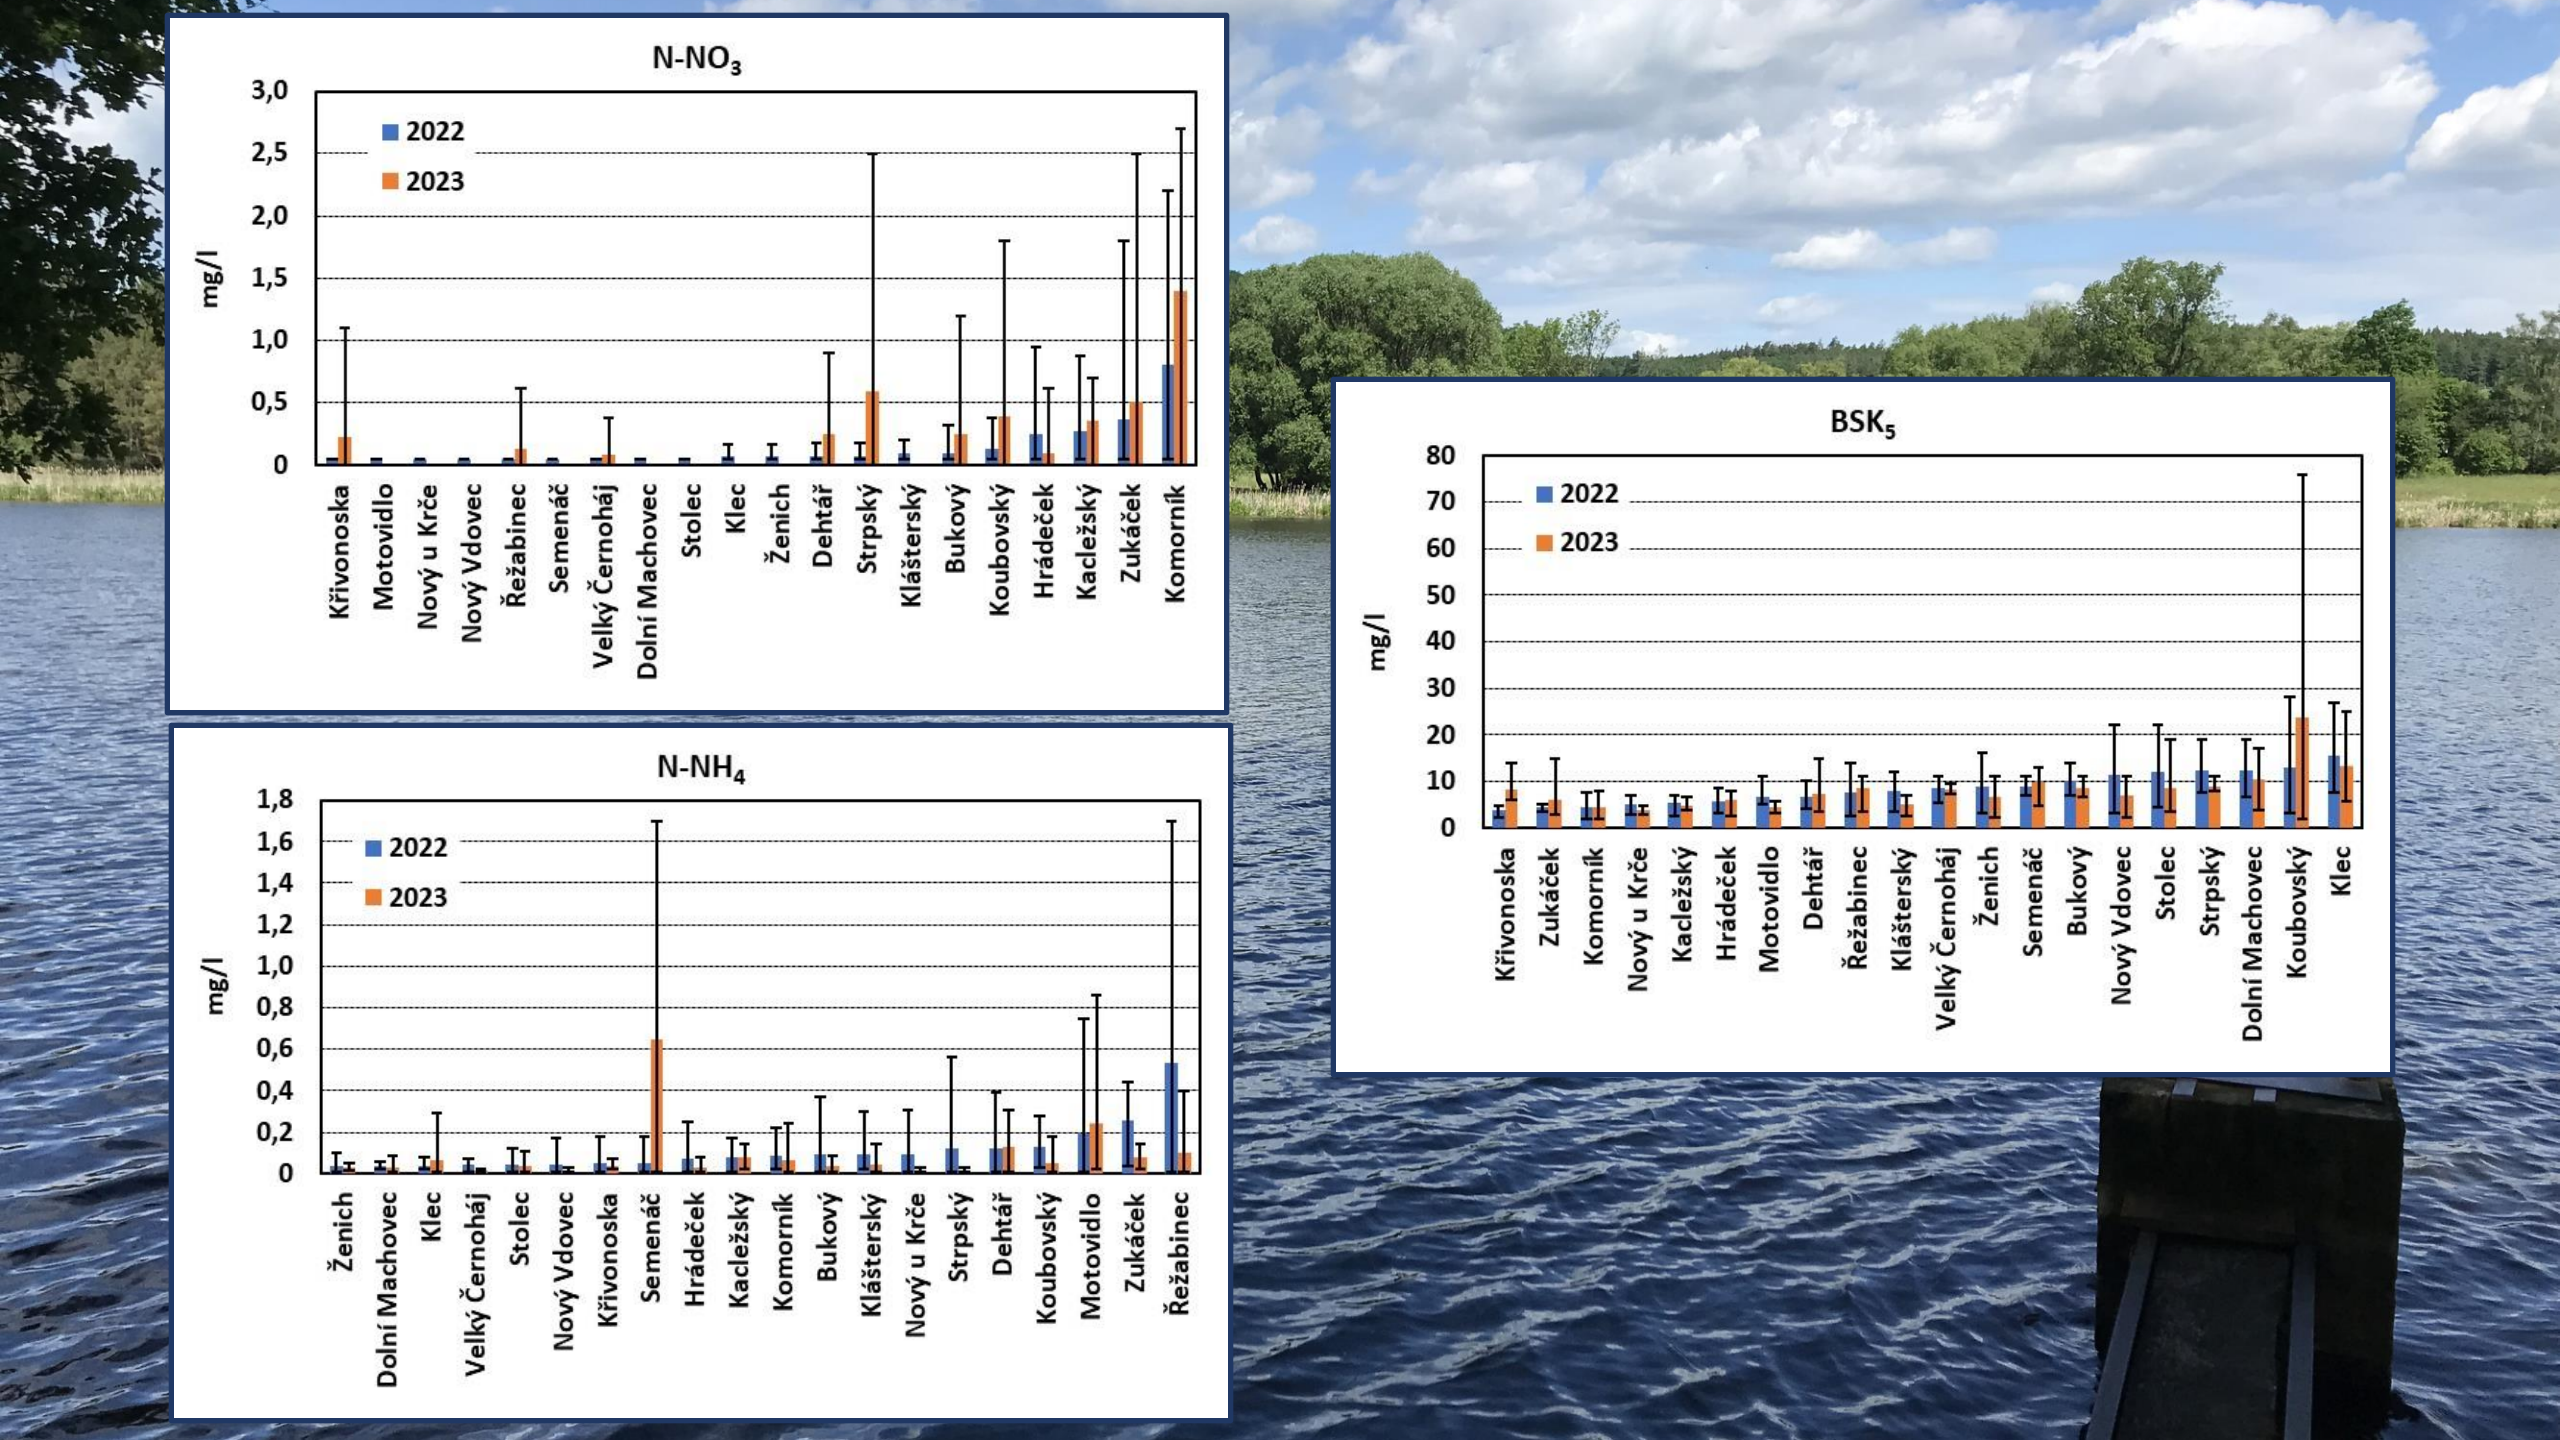 N-NO₃
3,0
2,5
2,0
1,5
1,0
0,5
0
mg/l
2022
2023
Křivonoska
Motovidlo
Nový u Krče
Nový Vdovec
Řežabinec
Semenáč
Velký Černoháj
Dolní Machovec
Stolec
Klec
Ženich
Dehtář
Strpský
Klášterský
Bukový
Koubovský
Hrádeček
Kacležský
Zukáček
Komorník
N-NH₄
1,8
1,6
1,4
1,2
1,0
0,8
0,6
0,4
0,2
0
mg/l
2022
2023
Ženich
Dolní Machovec
Klec
Velký Černoháj
Stolec
Nový Vdovec
Křivonoska
Semenáč
Hrádeček
Kacležský
Komorník
Bukový
Klášterský
Nový u Krče
Strpský
Dehtář
Koubovský
Motovidlo
Zukáček
Řežabinec
BSK₅
80
70
60
50
40
30
20
10
0
mg/l
2022
2023
Křivonoska
Zukáček
Komorník
Nový u Krče
Kacležský
Hrádeček
Motovidlo
Dehtář
Řežabinec
Klášterský
Velký Černoháj
Ženich
Semenáč
Bukový
Nový Vdovec
Stolec
Strpský
Dolní Machovec
Koubovský
Klec